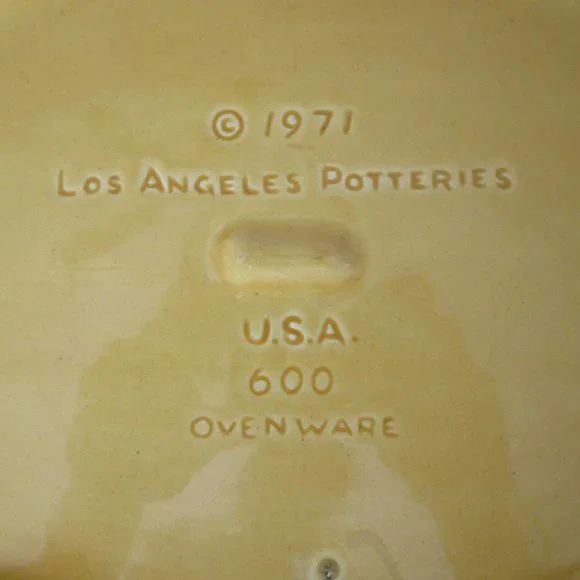 © 1971
LOS ANGELES POTTERIES
U.S.A.
600
OVENWARE